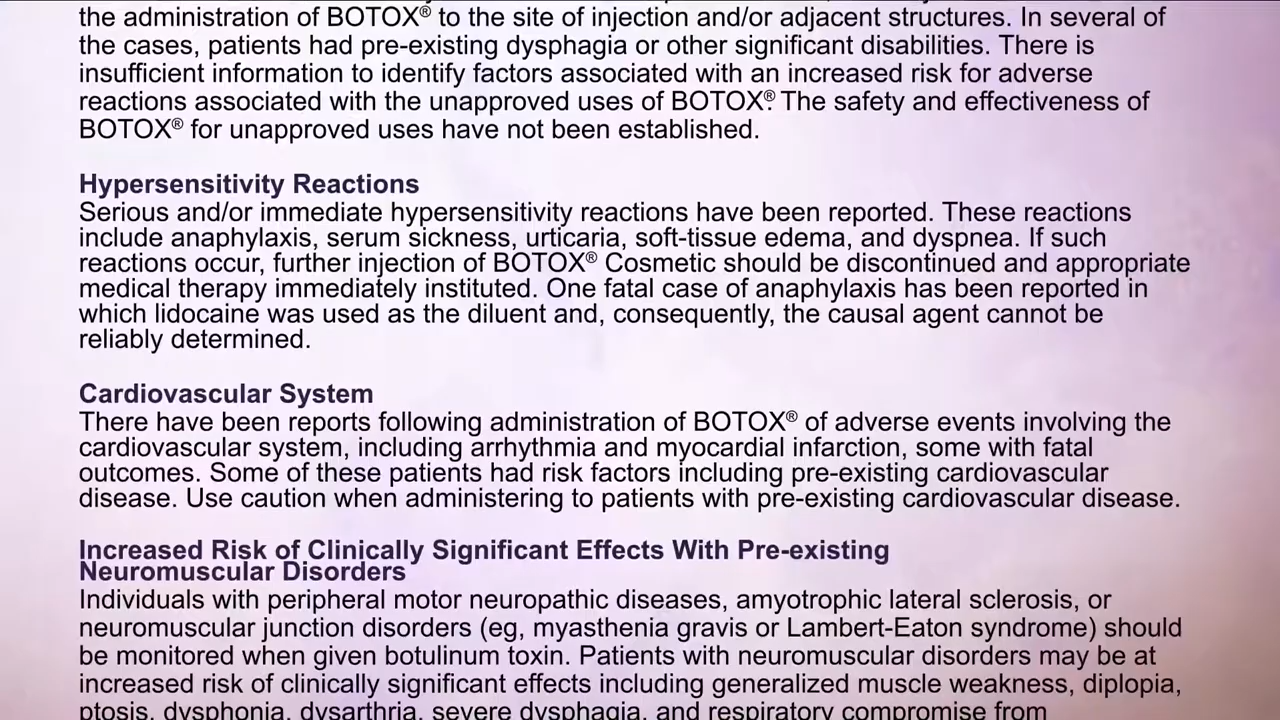 the administration of BOTOX® to the site of injection and/or adjacent structures. In several of
the cases, patients had pre-existing dysphagia or other significant disabilities. There is
insufficient information to identify factors associated with an increased risk for adverse
reactions associated with the unapproved uses of BOTOX®. The safety and effectiveness of
BOTOX® for unapproved uses have not been established.
Hypersensitivity Reactions
Serious and/or immediate hypersensitivity reactions have been reported. These reactions
include anaphylaxis, serum sickness, urticaria, soft-tissue edema, and dyspnea. If such
reactions occur, further injection of BOTOX® Cosmetic should be discontinued and appropriate
medical therapy immediately instituted. One fatal case of anaphylaxis has been reported in
which lidocaine was used as the diluent and, consequently, the causal agent cannot be
reliably determined.
Cardiovascular System
There have been reports following administration of BOTOX® of adverse events involving the
cardiovascular system, including arrhythmia and myocardial infarction, some with fatal
outcomes. Some of these patients had risk factors including pre-existing cardiovascular
disease. Use caution when administering to patients with pre-existing cardiovascular disease.
Increased Risk of Clinically Significant Effects With Pre-existing
Neuromuscular Disorders
Individuals with peripheral motor neuropathic diseases, amyotrophic lateral sclerosis, or
neuromuscular junction disorders (eg, myasthenia gravis or Lambert-Eaton syndrome) should
be monitored when given botulinum toxin. Patients with neuromuscular disorders may be at
increased risk of clinically significant effects including generalized muscle weakness, diplopia,
ptosis, dysphonia, dysarthria, severe dysphagia, and respiratory compromise from